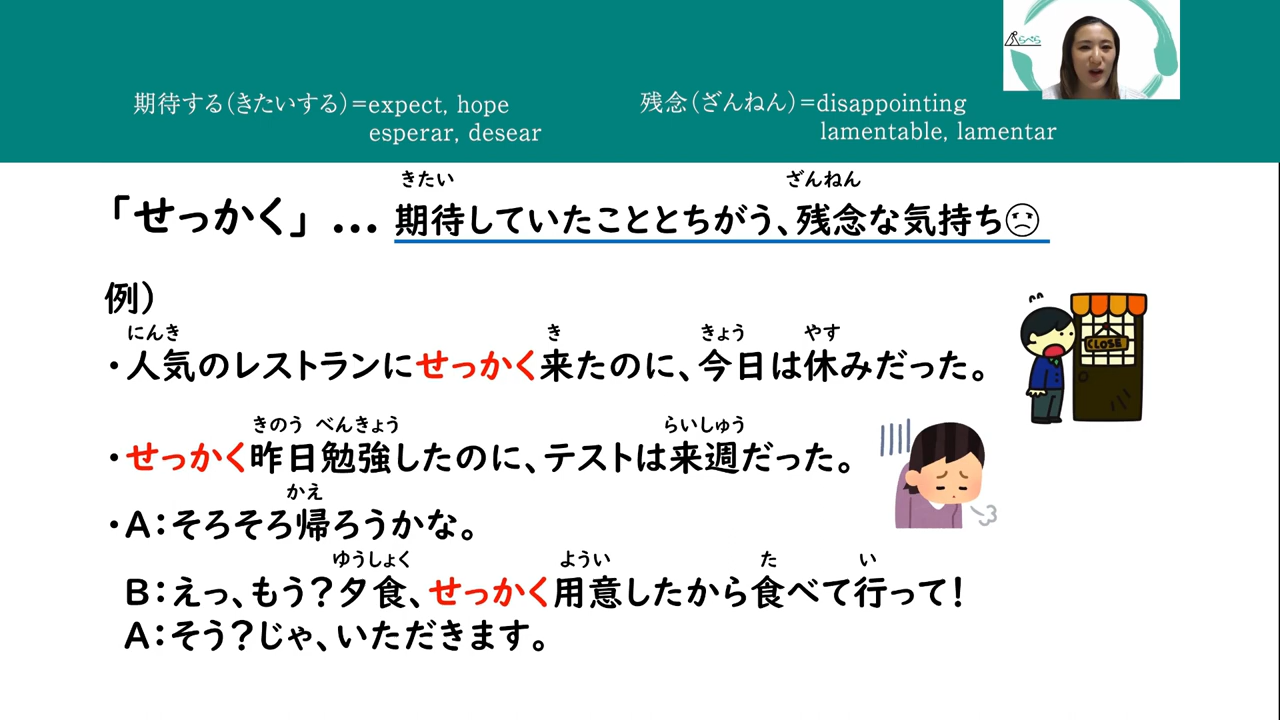 らぺら
期待する(きたいする)=expect, hope
esperar, desear
残念(ざんねん)=disappointing
lamentable, lamentar
きたい ざんねん
「せっかく」…期待していたこととちがう、残念な気持ち
例)
にんき き きょう やす
・人気のレストランにせっかく来たのに、今日は休みだった。
CLOSE
きのう べんきょう らいしゅう
・せっかく昨日勉強したのに、テストは来週だった。
かえ
・A:そろそろ帰ろうかな。
ゆうしょく ようい た い
B:えっ、もう?夕食、せっかく用意したから食べて行って!
A:そう?じゃ、いただきます。